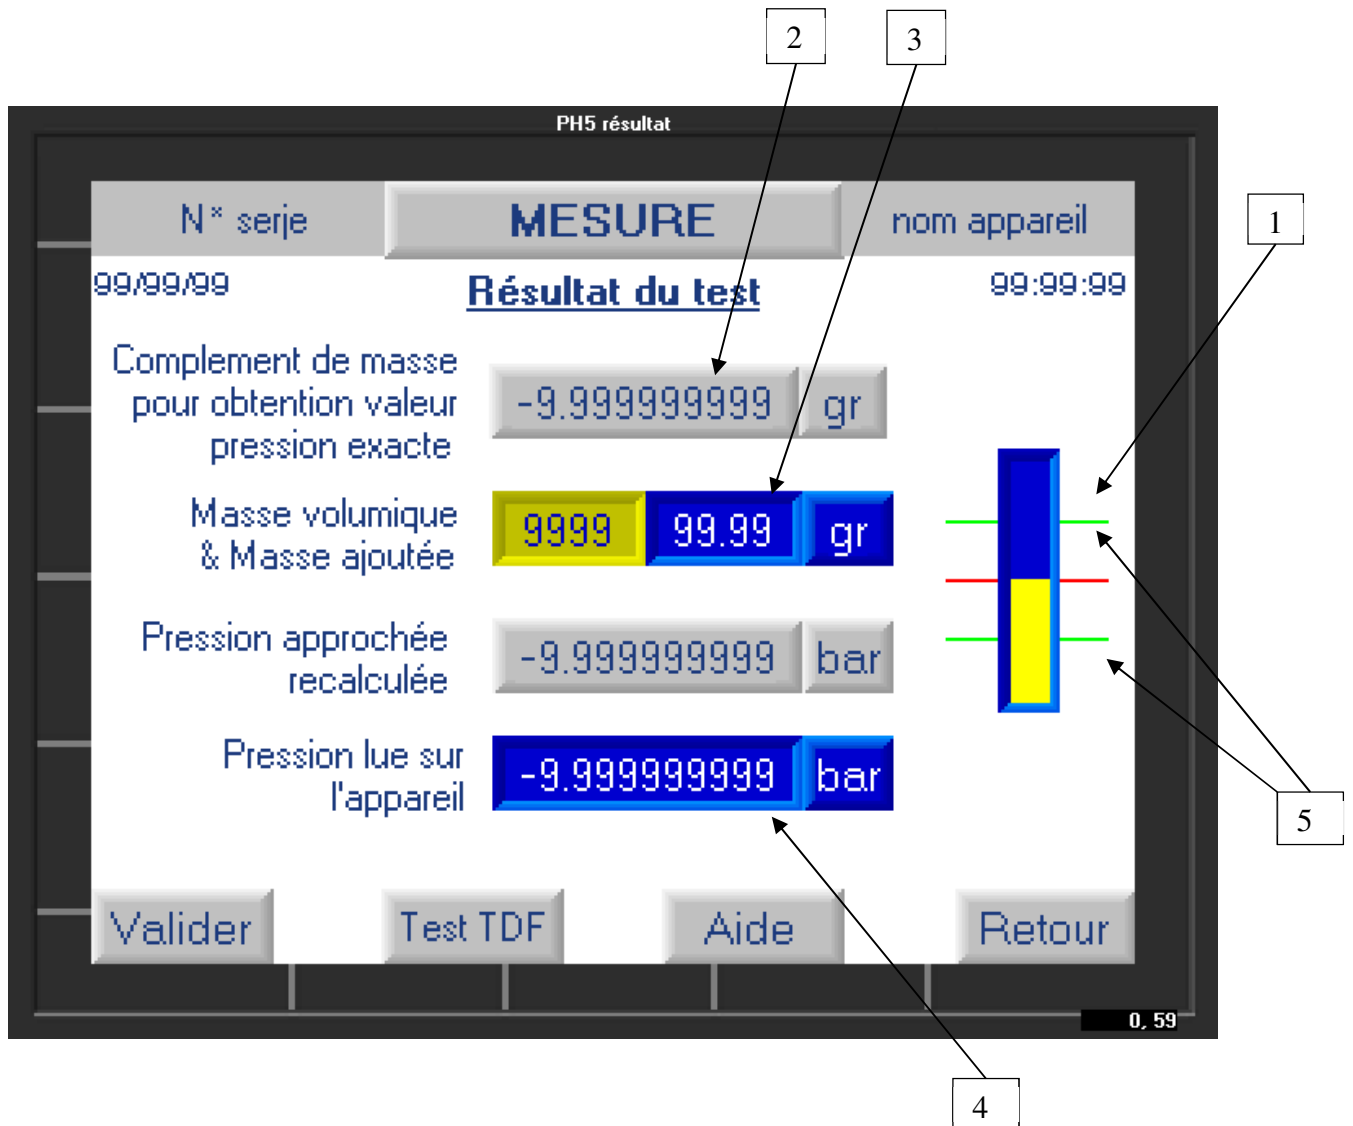 2
3
PH5 résultat
N° serje
MESURE
nom appareil
1
99/99/99
Résultat du test
99:99:99
Complement de masse
pour obtention valeur
pression exacte
-9.999999999
gr
Masse volumique
& Masse ajoutée
9999
99.99
gr
Pression approchée
recalculée
-9.999999999
bar
Pression lue sur
l'appareil
-9.999999999
bar
5
Valider
Test TDF
Aide
Retour
0, 59
4